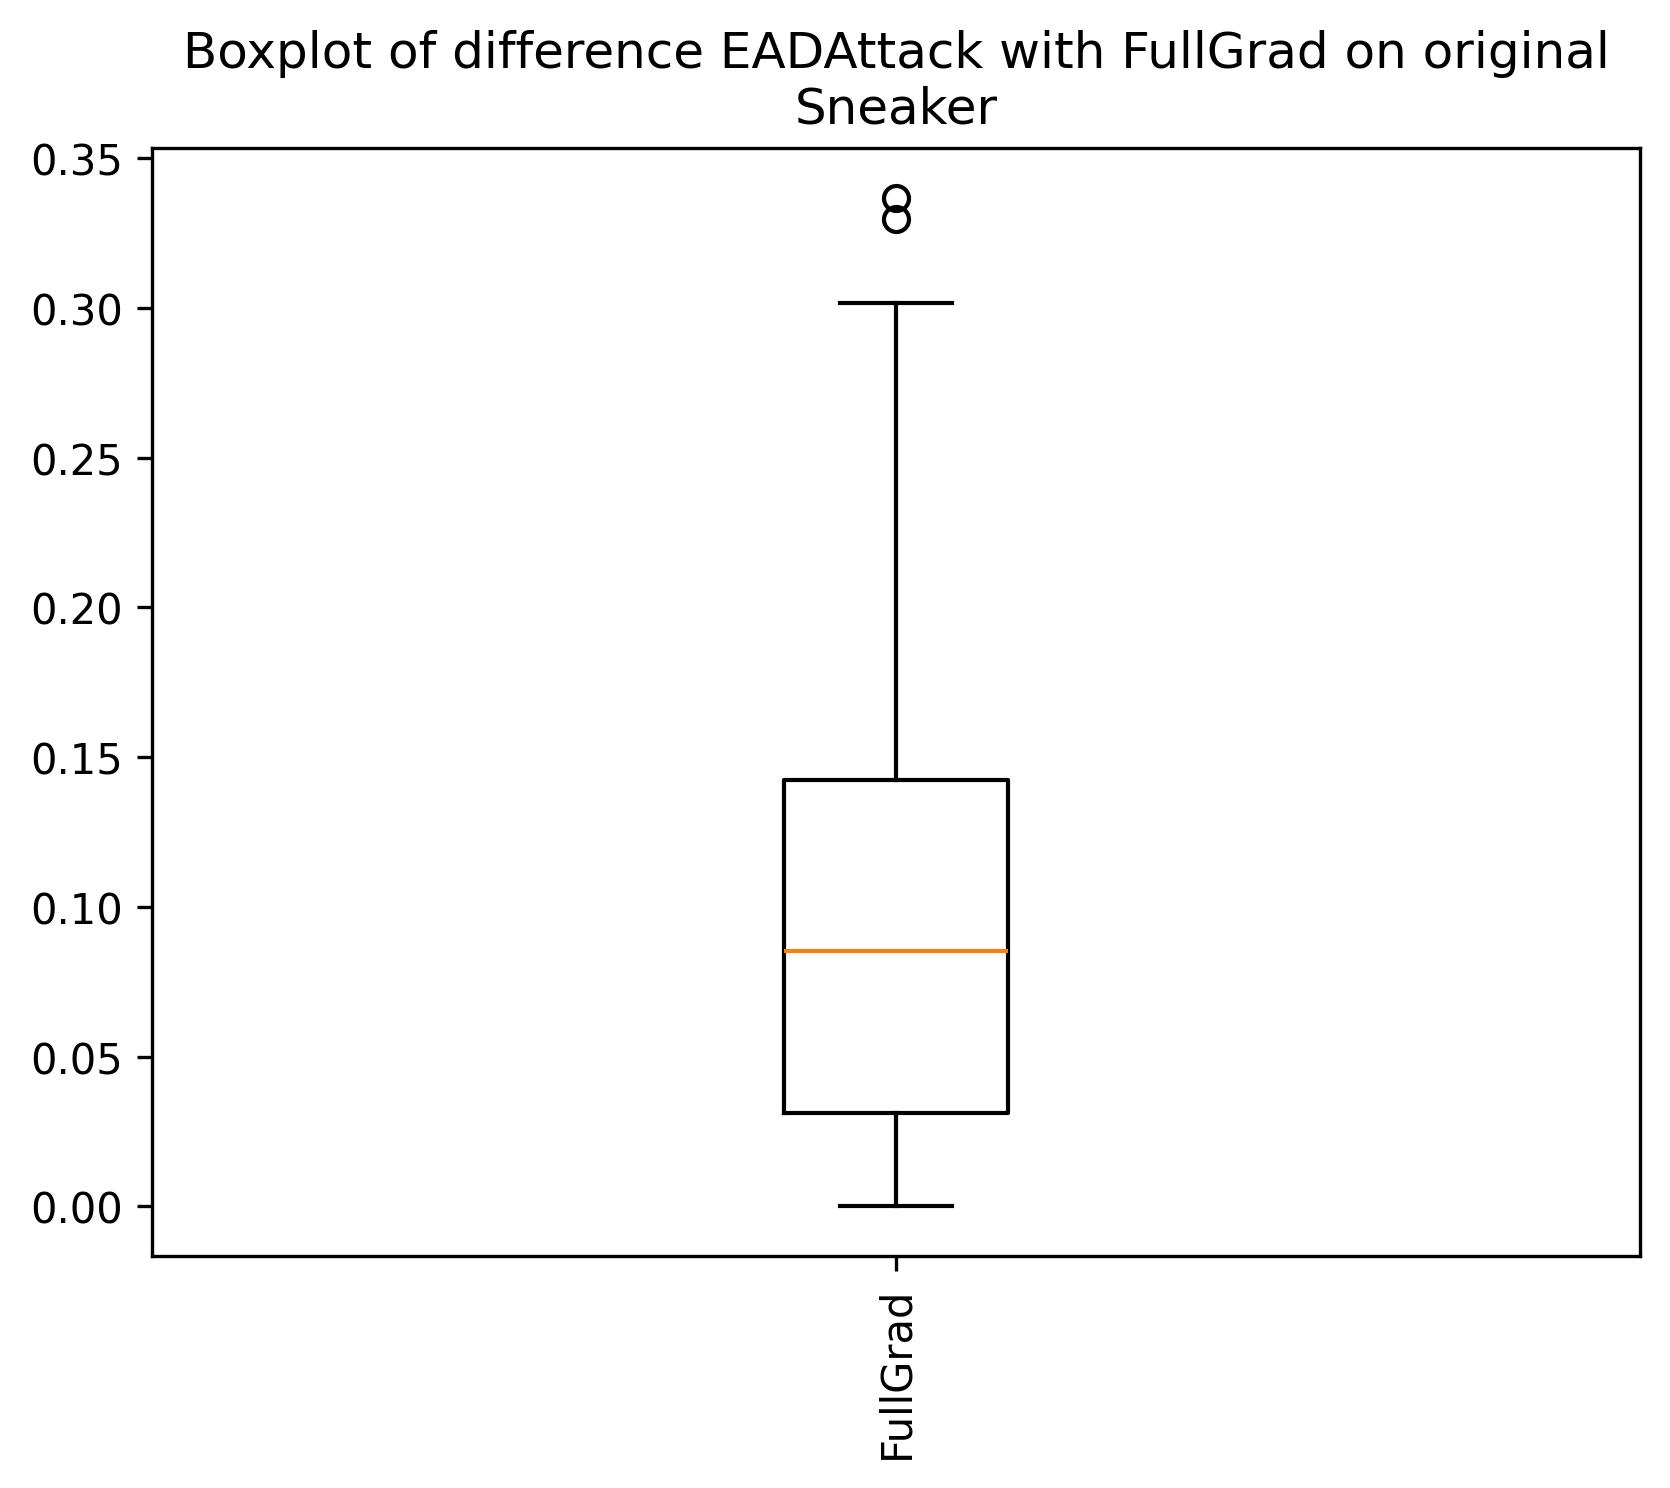 Boxplot of difference EADAttack with FullGrad on original
Sneaker
0.35
0.30
0.25
0.20
0.15
0.10
0.05
0.00
FullGrad